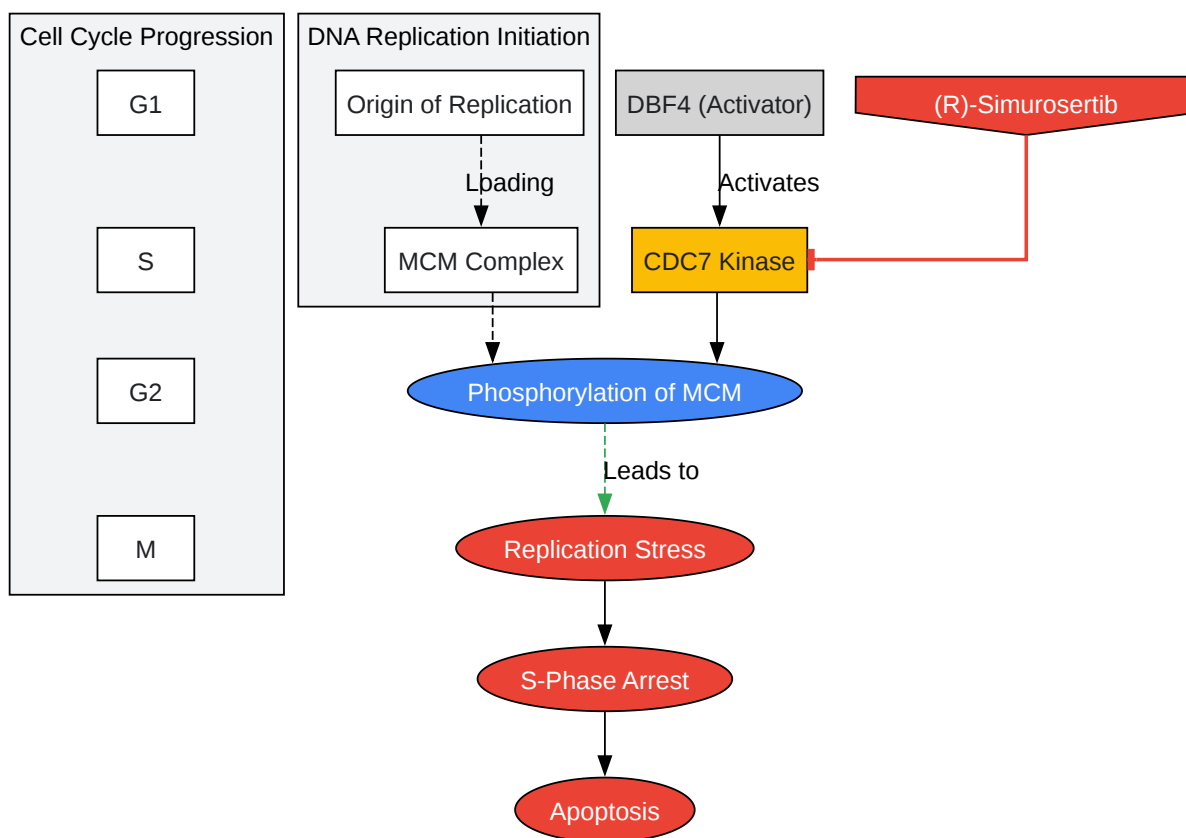 Cell Cycle Progression
G1
S
G2
M
DNA Replication Initiation
Origin of Replication
Loading
MCM Complex
DBF4 (Activator)
Activates
CDC7 Kinase
(R)-Simurosertib
Phosphorylation of MCM
Leads to
Replication Stress
S-Phase Arrest
Apoptosis